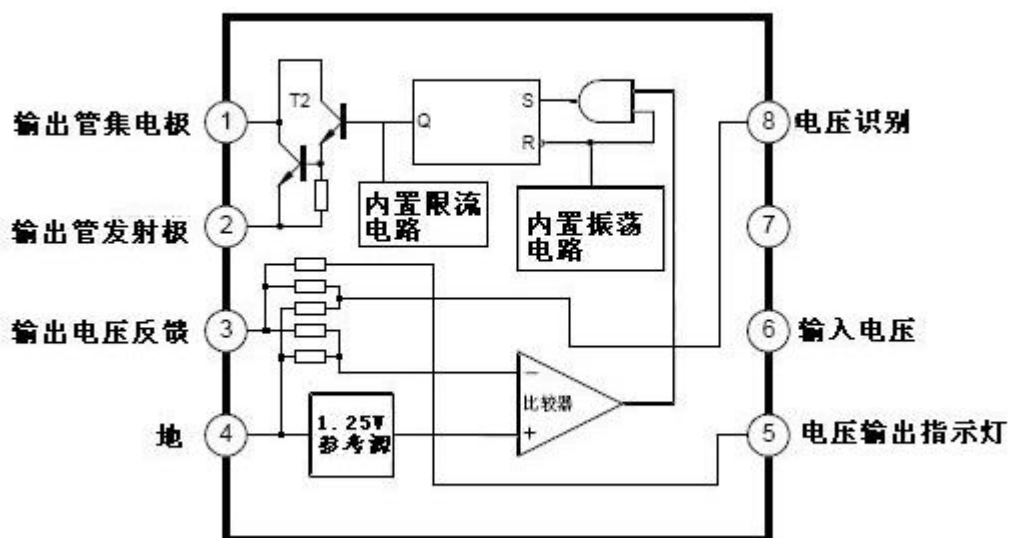 输出管集电极
1
T2
Q
S
R
8
电压识别
输出管发射极
2
内置限流
电路
内置振荡
电路
7
输出电压反馈
3
6
输入电压
比较器
−
+
地
4
1.25V
参考源
5
电压输出指示灯